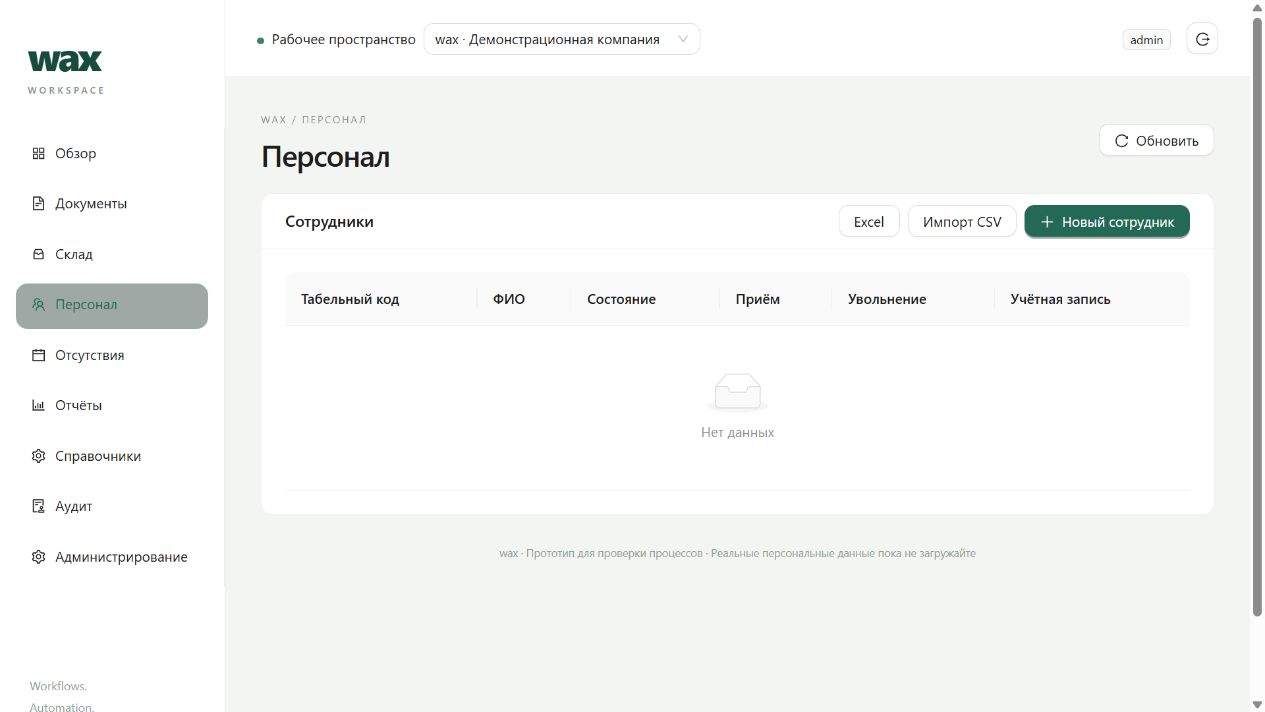 wax
WORKSPACE
Обзор
Документы
Склад
Персонал
Отсутствия
Отчёты
Справочники
Аудит
Администрирование
Workflows.
Automation.
Рабочее пространство wax · Демонстрационная компания admin
WAX / ПЕРСОНАЛ
Персонал
Обновить
Сотрудники Excel Импорт CSV Новый сотрудник
Табельный код ФИО Состояние Приём Увольнение Учётная запись
Нет данных
wax · Прототип для проверки процессов · Реальные персональные данные пока не загружайте